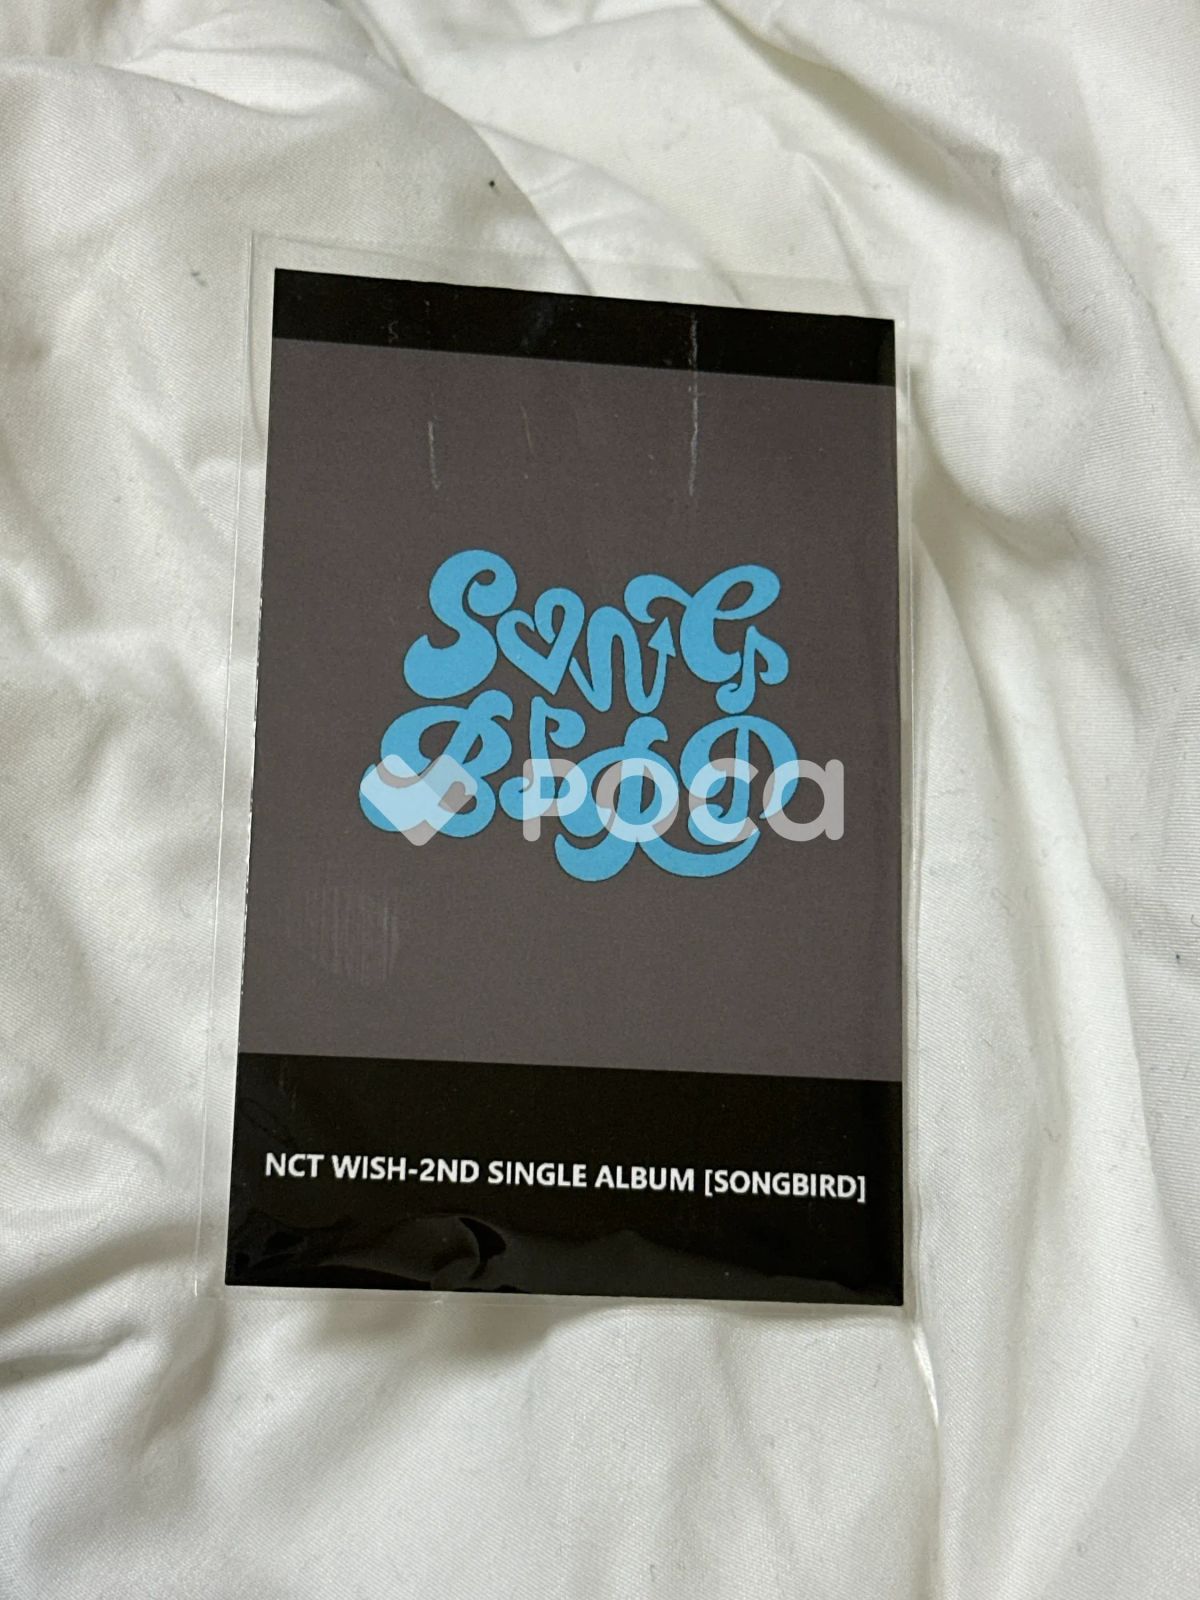 SONG
BIRD
POCA
NCT WISH-2ND SINGLE ALBUM [SONGBIRD]